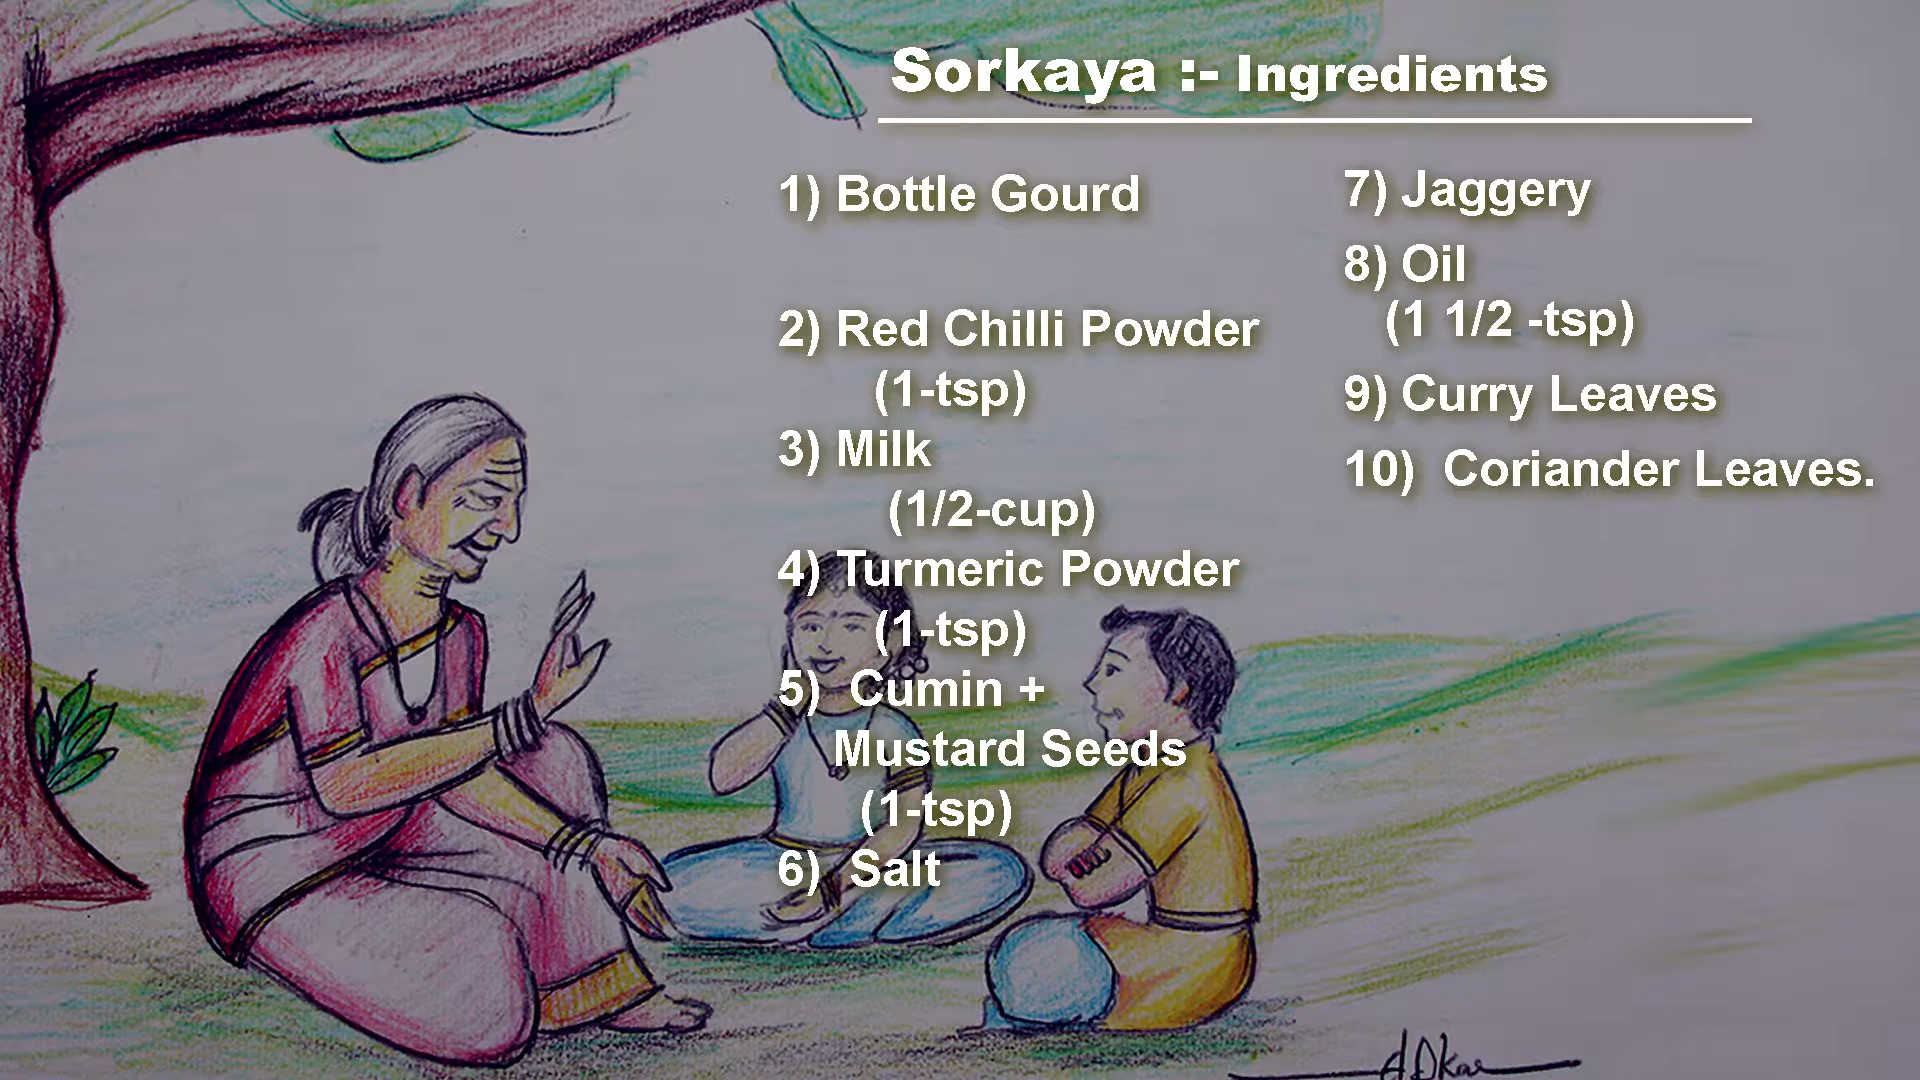 Sorkaya :- Ingredients
1) Bottle Gourd
2) Red Chilli Powder
(1-tsp)
3) Milk
(1/2-cup)
4) Turmeric Powder
(1-tsp)
5) Cumin +
Mustard Seeds
(1-tsp)
6) Salt
7) Jaggery
8) Oil
(1 1/2 -tsp)
9) Curry Leaves
10) Coriander Leaves.